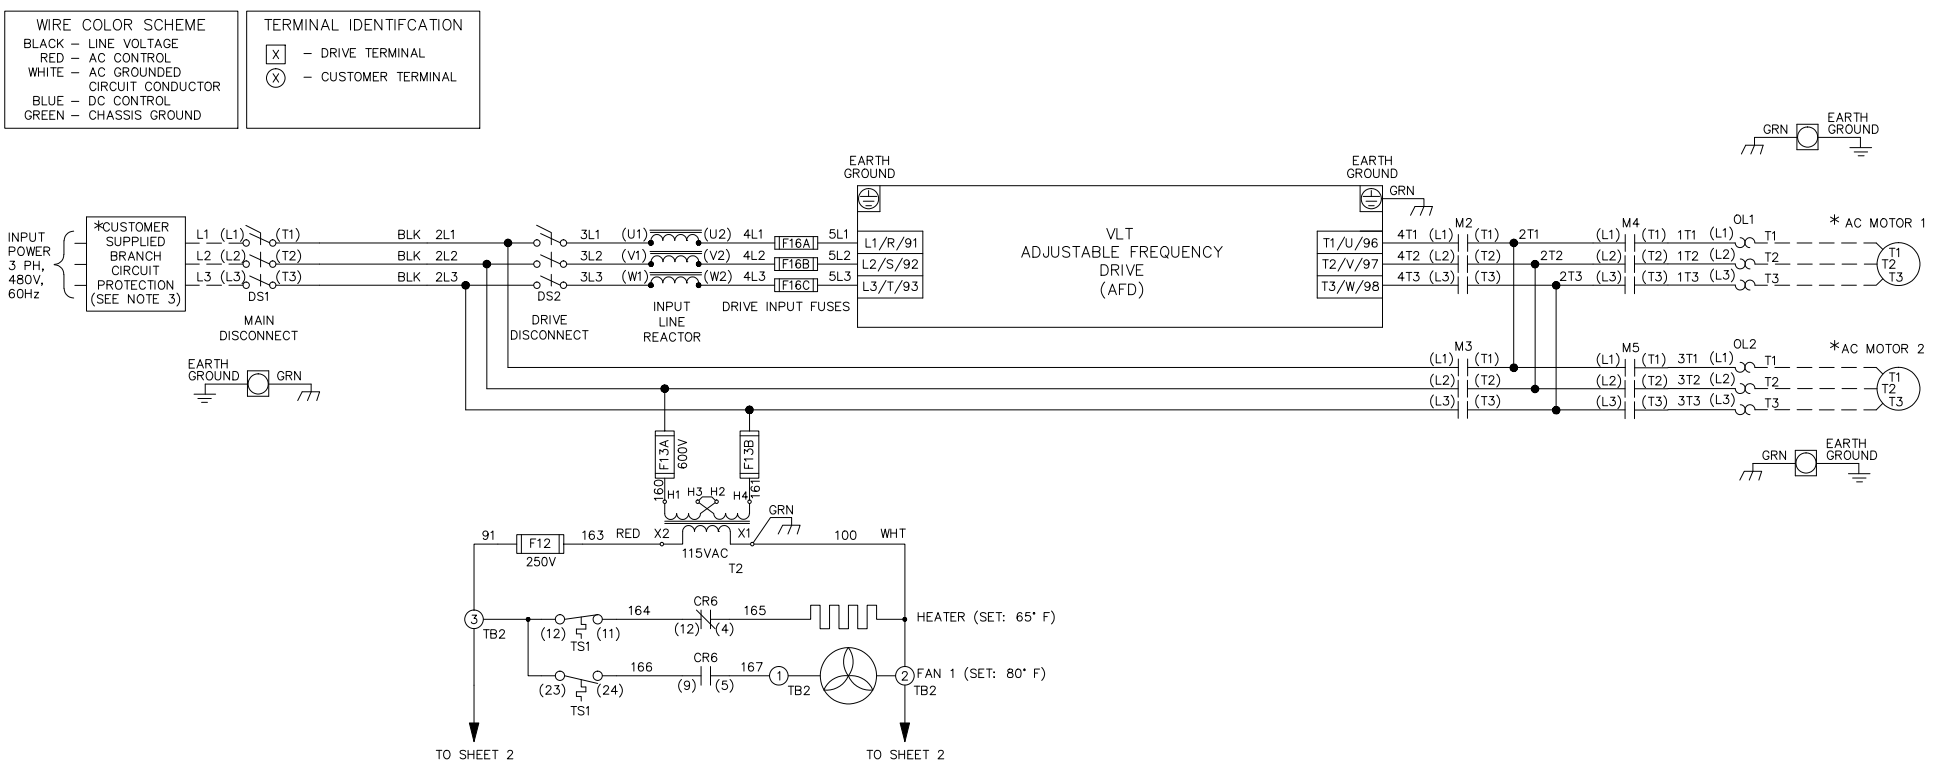 WIRE COLOR SCHEME
BLACK – LINE VOLTAGE
RED – AC CONTROL
WHITE – AC GROUNDED
CIRCUIT CONDUCTOR
BLUE – DC CONTROL
GREEN – CHASSIS GROUND
TERMINAL IDENTIFCATION
X – DRIVE TERMINAL
X – CUSTOMER TERMINAL
INPUT
POWER
3 PH,
480V,
60Hz
*CUSTOMER
SUPPLIED
BRANCH
CIRCUIT
PROTECTION
(SEE NOTE 3)
L1 (L1) (T1) BLK 2L1 3L1 (U1) (U2) 4L1 F16A 5L1 L1/R/91
L2 (L2) (T2) BLK 2L2 3L2 (V1) (V2) 4L2 F16B 5L2 L2/S/92
L3 (L3) (T3) BLK 2L3 3L3 (W1) (W2) 4L3 F16C 5L3 L3/T/93
DS1
MAIN
DISCONNECT
DS2
DRIVE
DISCONNECT
INPUT
LINE
REACTOR
DRIVE INPUT FUSES
EARTH
GROUND
GRN
EARTH
GROUND
VLT
ADJUSTABLE FREQUENCY
DRIVE
(AFD)
EARTH
GROUND
GRN
M2 M4 OL1
T1/U/96 4T1 (L1) (T1) 2T1 (L1) (T1) 1T1 (L1) T1
T2/V/97 4T2 (L2) (T2) 2T2 (L2) (T2) 1T2 (L2) T2
T3/W/98 4T3 (L3) (T3) 2T3 (L3) (T3) 1T3 (L3) T3
* AC MOTOR 1
T1
T2
T3
GRN
EARTH
GROUND
M3 M5 OL2
(L1) (T1) (L1) (T1) 3T1 (L1) T1
(L2) (T2) (L2) (T2) 3T2 (L2) T2
(L3) (T3) (L3) (T3) 3T3 (L3) T3
*AC MOTOR 2
T1
T2
T3
GRN
EARTH
GROUND
F13A
600V
F13B
160
161
H1 H3 H2 H4
GRN
91 F12 163 RED X2 X1 100 WHT
250V
115VAC
T2
3
TB2
164 CR6 165
(12) (11) (12) (4)
TS1
HEATER (SET: 65° F)
166 CR6 167 1
(23) (24) (9) (5) TB2
TS1
2 FAN 1 (SET: 80° F)
TB2
TO SHEET 2
TO SHEET 2